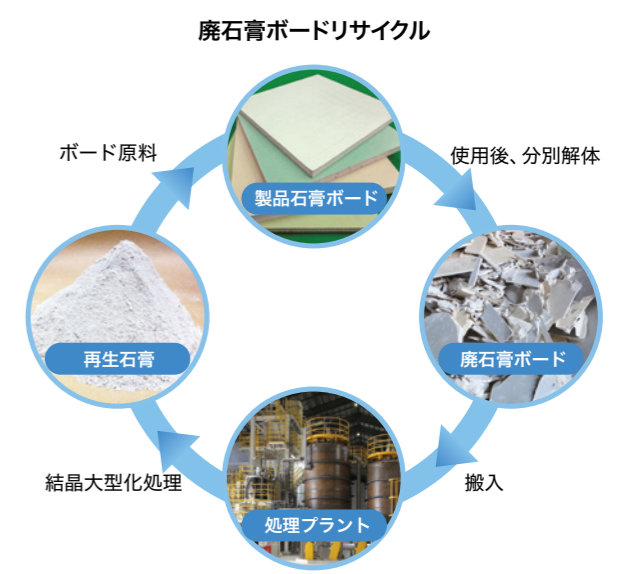 廃石膏ボードリサイクル
ボード原料
使用後、分別解体
製品石膏ボード
再生石膏
廃石膏ボード
結晶大型化処理
搬入
処理プラント